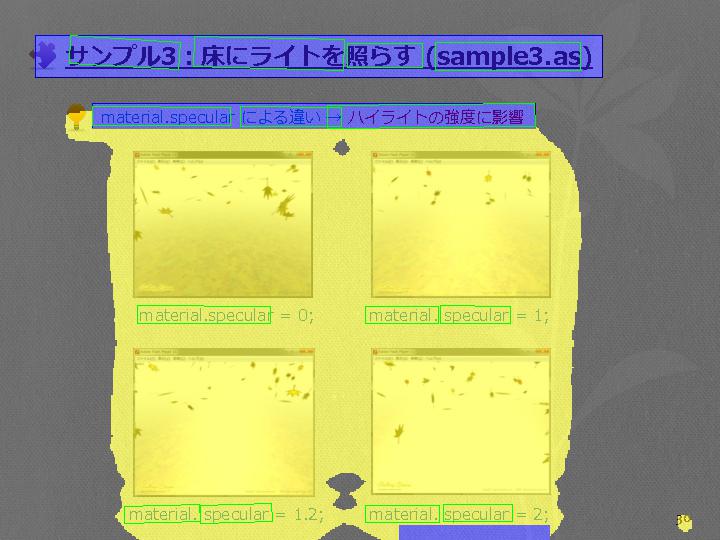 サンプル3：床にライトを照らす (sample3.as)
material.specular による違い → ハイライトの強度に影響
material.specular = 0;
material.specular = 1;
material.specular = 1.2;
material.specular = 2;
30